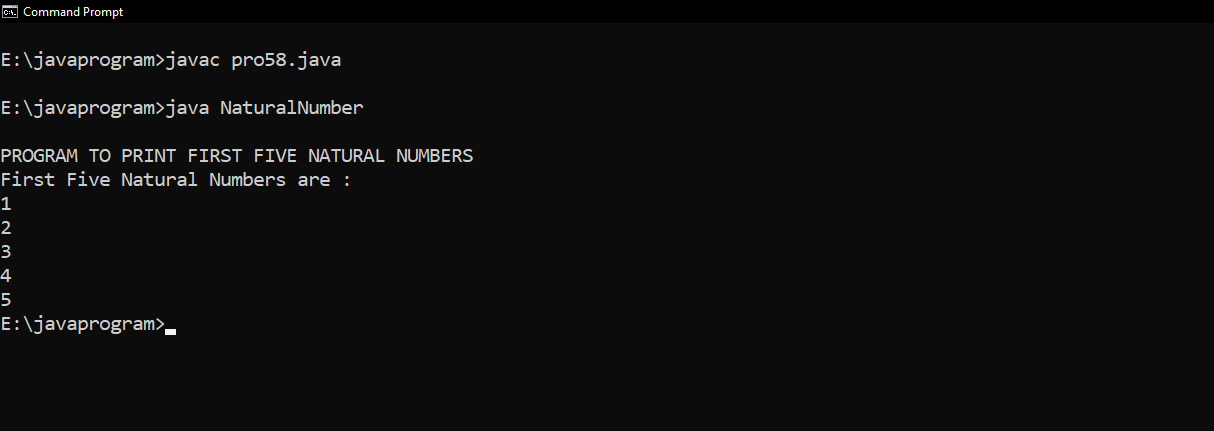 Command Prompt
E:\javaprogram>javac pro58.java
E:\javaprogram>java NaturalNumber
PROGRAM TO PRINT FIRST FIVE NATURAL NUMBERS
First Five Natural Numbers are :
1
2
3
4
5
E:\javaprogram>